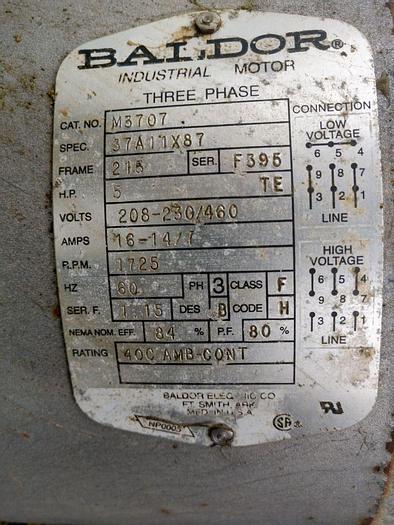 BALDOR®
INDUSTRIAL MOTOR
THREE PHASE
CAT. NO. M3707
SPEC. 37A11X87
FRAME 215 SER. F395
H.P. 5 TE
VOLTS 208-230/460
AMPS 16-14/7
R.P.M. 1725
HZ 60 PH 3 CLASS F
SER. F. 1.15 DES B CODE H
NEMA NOM. EFF. 84 % P.F. 80 %
RATING 40C AMB-CONT
BALDOR ELECTRIC CO
FT. SMITH, ARK.
MFD. IN U.S.A.
NP0005
CONNECTION
LOW
VOLTAGE
6 5 4
9 8 7
3 2 1
LINE
HIGH
VOLTAGE
6 5 4
9 8 7
3 2 1
LINE